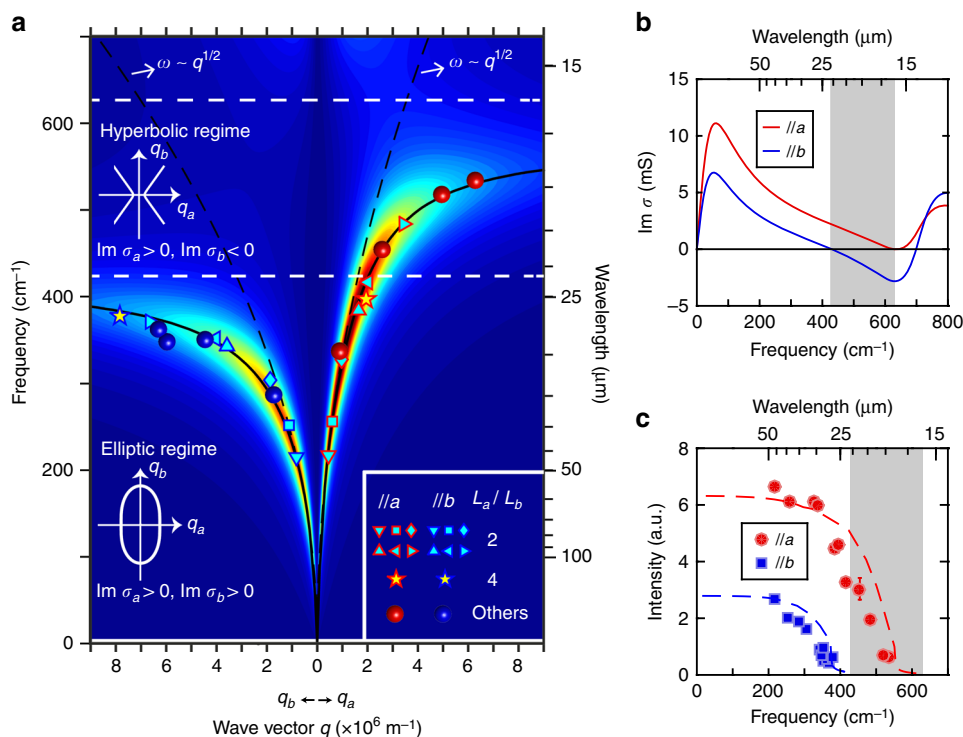 a
8 6 4 2 0 2 4 6 8
ω ~ q^1/2
ω ~ q^1/2
15
25
50
100
Wavelength (μm)
600
400
200
0
Frequency (cm⁻¹)
Hyperbolic regime
q_b
q_a
Im σ_a > 0, Im σ_b < 0
Elliptic regime
q_b
q_a
Im σ_a > 0, Im σ_b > 0
//a //b L_a / L_b
2
4
Others
q_b ←→ q_a
Wave vector q (×10⁶ m⁻¹)
b
Wavelength (μm)
50 25 15
15
10
5
0
−5
Im σ (mS)
//a
//b
0 200 400 600 800
Frequency (cm⁻¹)
c
Wavelength (μm)
50 25 15
8
6
4
2
0
Intensity (a.u.)
//a
//b
0 200 400 600
Frequency (cm⁻¹)